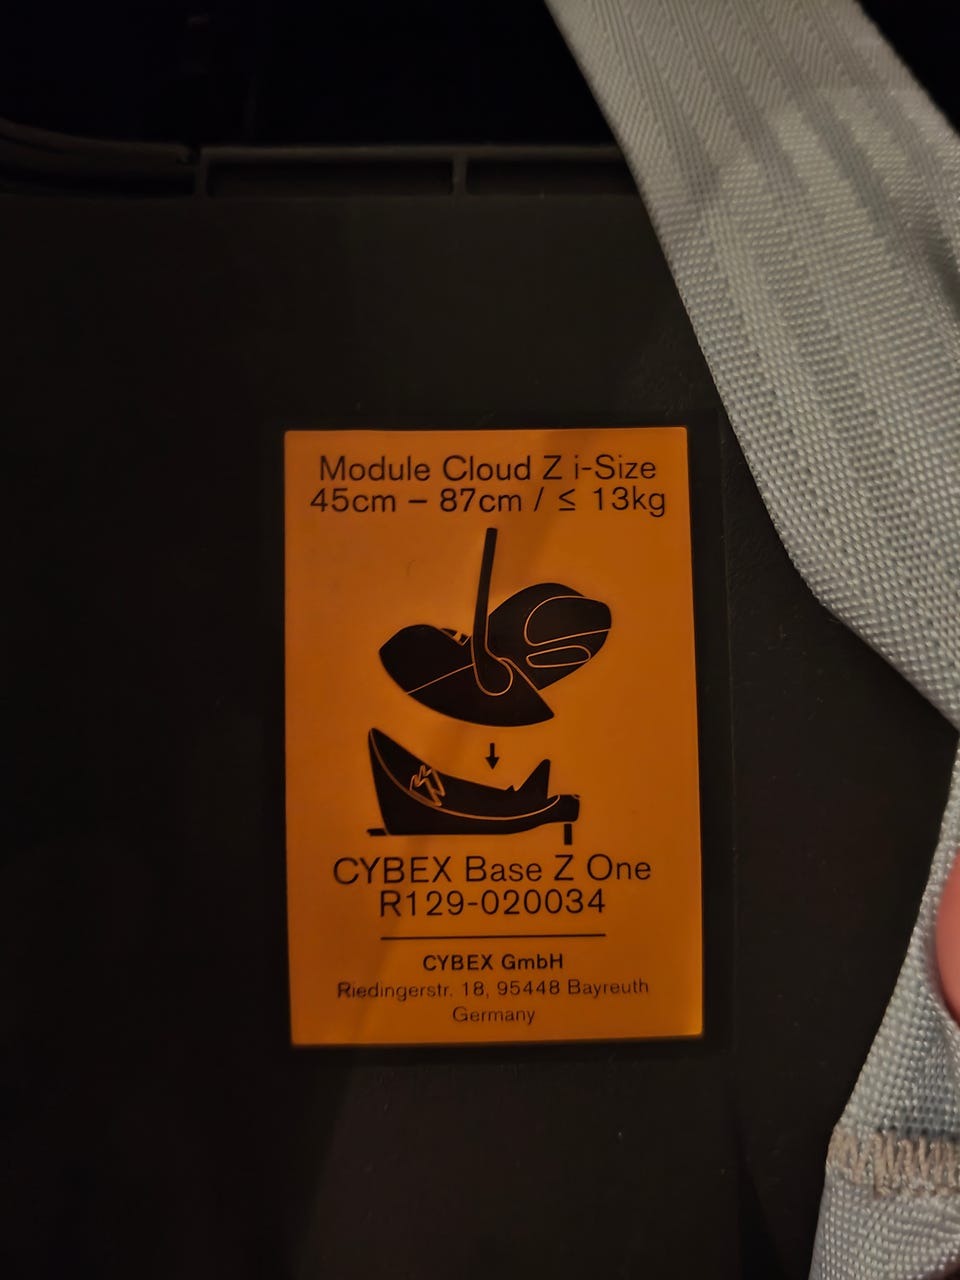 Module Cloud Z i-Size
45cm – 87cm / ≤ 13kg
CYBEX Base Z One
R129-020034
CYBEX GmbH
Riedingerstr. 18, 95448 Bayreuth
Germany